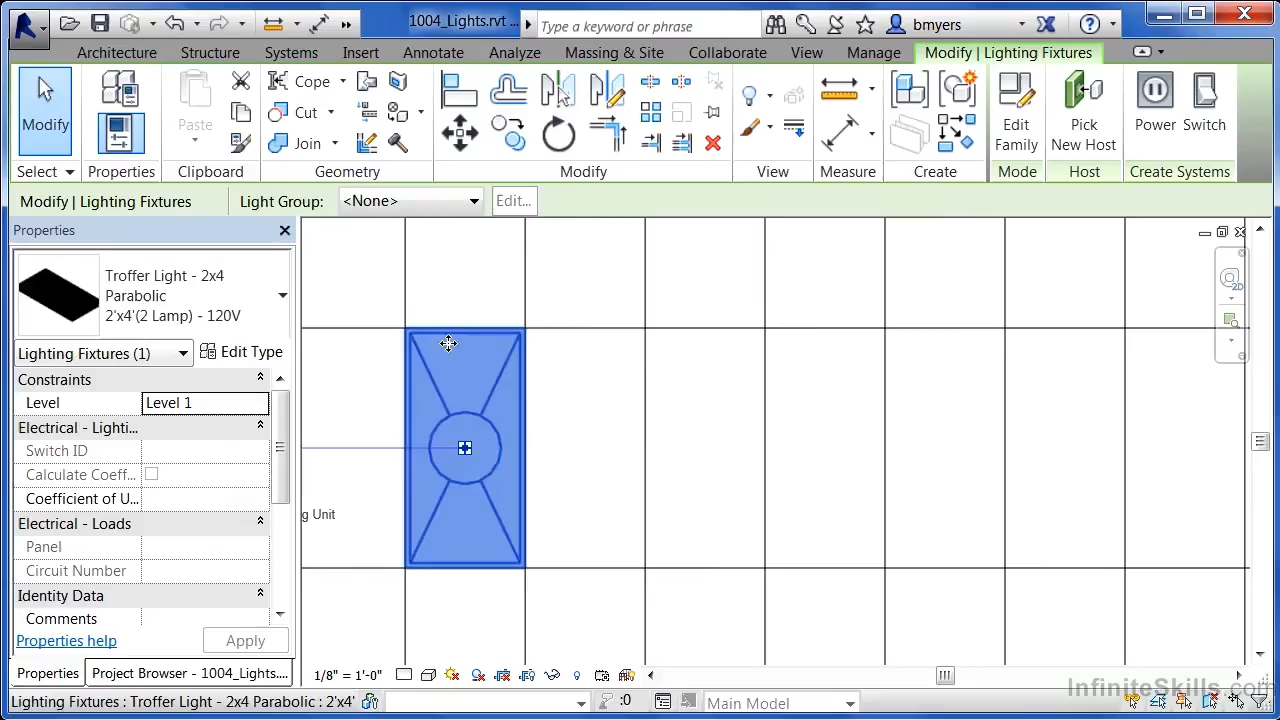 1004_Lights.rvt ...
Type a keyword or phrase
bmyers
Architecture Structure Systems Insert Annotate Analyze Massing & Site Collaborate View Manage Modify | Lighting Fixtures
Modify
Paste
Cope
Cut
Join
Edit Family
Pick New Host
Power
Switch
Select Properties Clipboard Geometry Modify View Measure Create Mode Host Create Systems
Modify | Lighting Fixtures Light Group: <None> Edit...
Properties
Troffer Light - 2x4
Parabolic
2'x4'(2 Lamp) - 120V
Lighting Fixtures (1) Edit Type
Constraints
Level Level 1
Electrical - Lighti...
Switch ID
Calculate Coeff...
Coefficient of U...
Electrical - Loads
Panel
Circuit Number
Identity Data
Comments
Properties help Apply
Properties Project Browser - 1004_Lights....
g Unit
2D
1/8" = 1'-0"
Lighting Fixtures : Troffer Light - 2x4 Parabolic : 2'x4'
:0
Main Model
InfiniteSkills.com